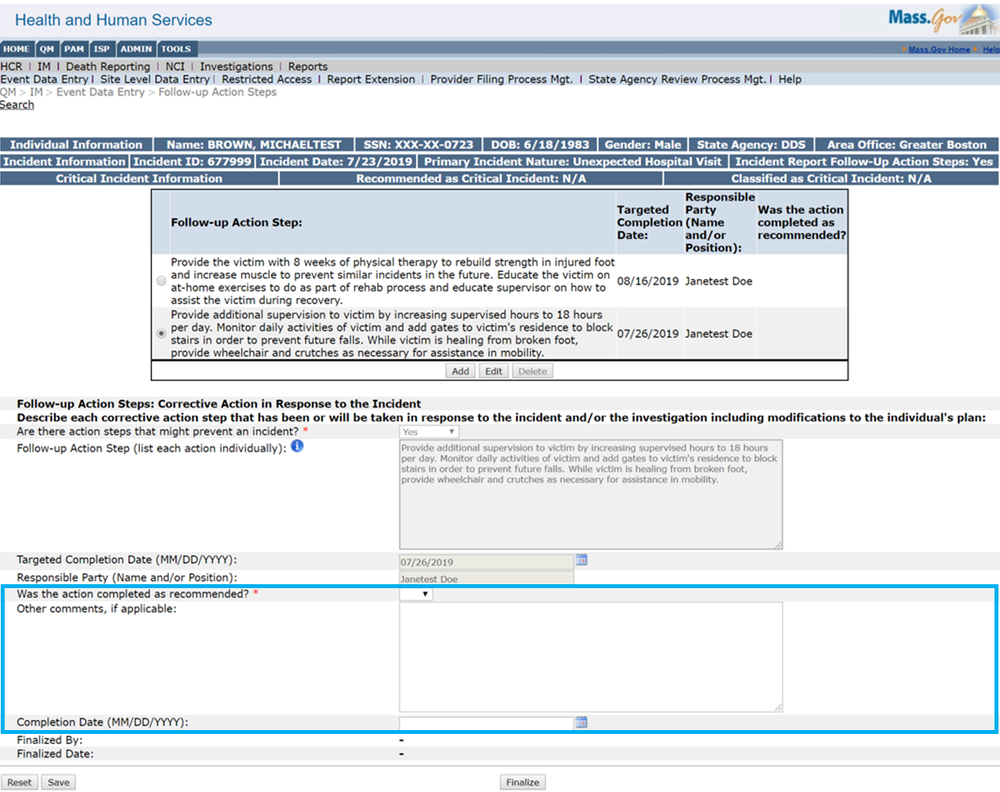 Health and Human Services
Mass.Gov
HOME QM PAM ISP ADMIN TOOLS
Mass.Gov Home Help
HCR | IM | Death Reporting | NCI | Investigations | Reports
Event Data Entry | Site Level Data Entry | Restricted Access | Report Extension | Provider Filing Process Mgt. | State Agency Review Process Mgt. | Help
QM > IM > Event Data Entry > Follow-up Action Steps
Search
Individual Information Name: BROWN, MICHAELTEST SSN: XXX-XX-0723 DOB: 6/18/1983 Gender: Male State Agency: DDS Area Office: Greater Boston
Incident Information Incident ID: 677999 Incident Date: 7/23/2019 Primary Incident Nature: Unexpected Hospital Visit Incident Report Follow-Up Action Steps: Yes
Critical Incident Information Recommended as Critical Incident: N/A Classified as Critical Incident: N/A
Follow-up Action Step:
Targeted
Completion
Date:
Responsible
Party
(Name
and/or
Position):
Was the action
completed as
recommended?
Provide the victim with 8 weeks of physical therapy to rebuild strength in injured foot
and increase muscle to prevent similar incidents in the future. Educate the victim on
at-home exercises to do as part of rehab process and educate supervisor on how to
assist the victim during recovery.
08/16/2019 Janetest Doe
Provide additional supervision to victim by increasing supervised hours to 18 hours
per day. Monitor daily activities of victim and add gates to victim's residence to block
stairs in order to prevent future falls. While victim is healing from broken foot,
provide wheelchair and crutches as necessary for assistance in mobility.
07/26/2019 Janetest Doe
Add Edit Delete
Follow-up Action Steps: Corrective Action in Response to the Incident
Describe each corrective action step that has been or will be taken in response to the incident and/or the investigation including modifications to the individual's plan:
Are there action steps that might prevent an incident? * Yes
Follow-up Action Step (list each action individually): i
Provide additional supervision to victim by increasing supervised hours to 18 hours
per day. Monitor daily activities of victim and add gates to victim's residence to block
stairs in order to prevent future falls. While victim is healing from broken foot,
provide wheelchair and crutches as necessary for assistance in mobility.
Targeted Completion Date (MM/DD/YYYY): 07/26/2019
Responsible Party (Name and/or Position): Janetest Doe
Was the action completed as recommended? *
Other comments, if applicable:
Completion Date (MM/DD/YYYY):
Finalized By: -
Finalized Date: -
Reset Save Finalize